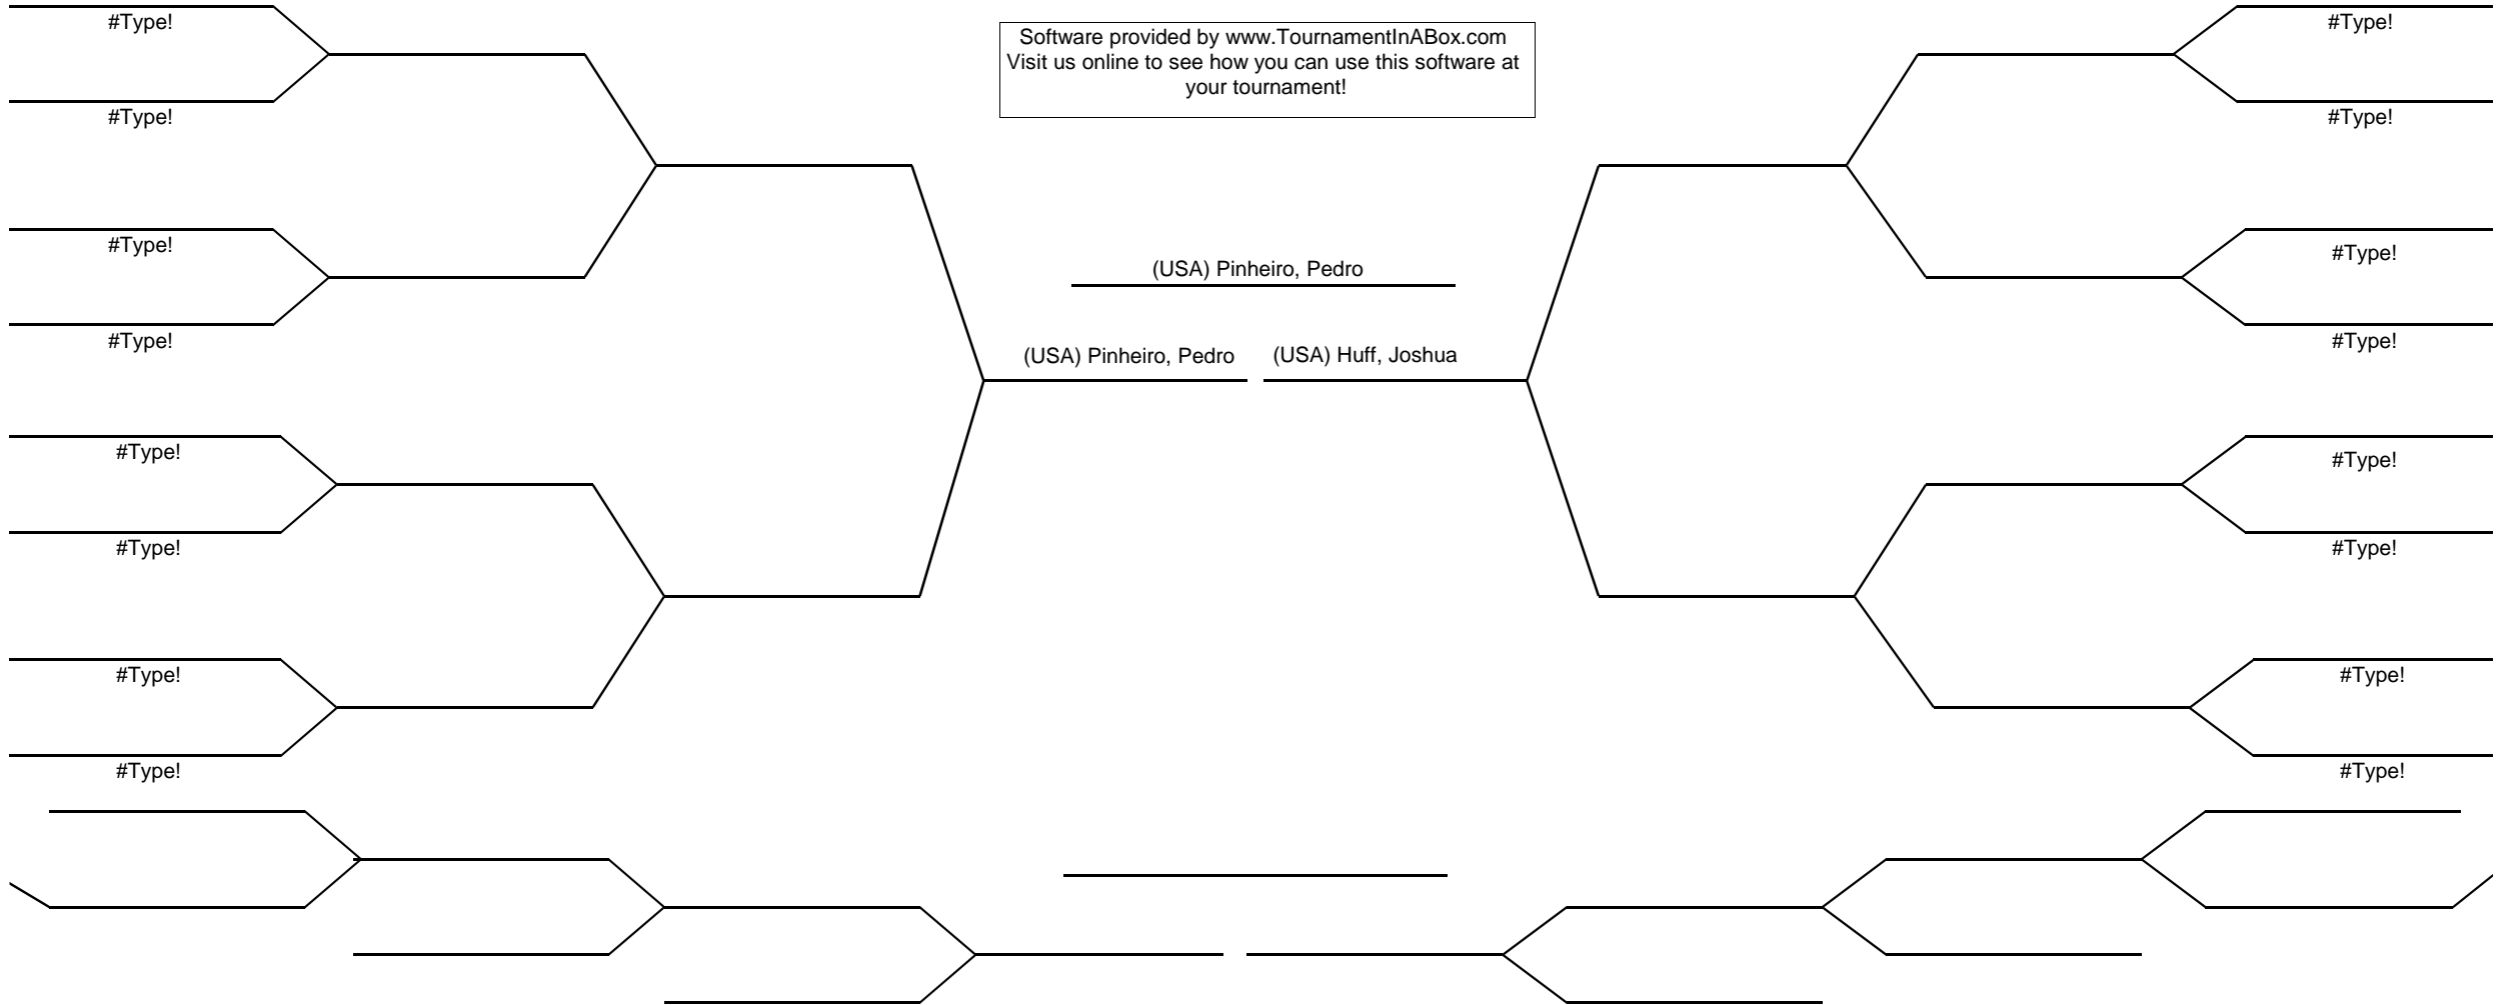 #Type!
#Type!
Software provided by www.TournamentInABox.com
Visit us online to see how you can use this software at
your tournament!
#Type!
#Type!
#Type!
#Type!
(USA) Pinheiro, Pedro
#Type!
#Type!
(USA) Pinheiro, Pedro
(USA) Huff, Joshua
#Type!
#Type!
#Type!
#Type!
#Type!
#Type!
#Type!
#Type!